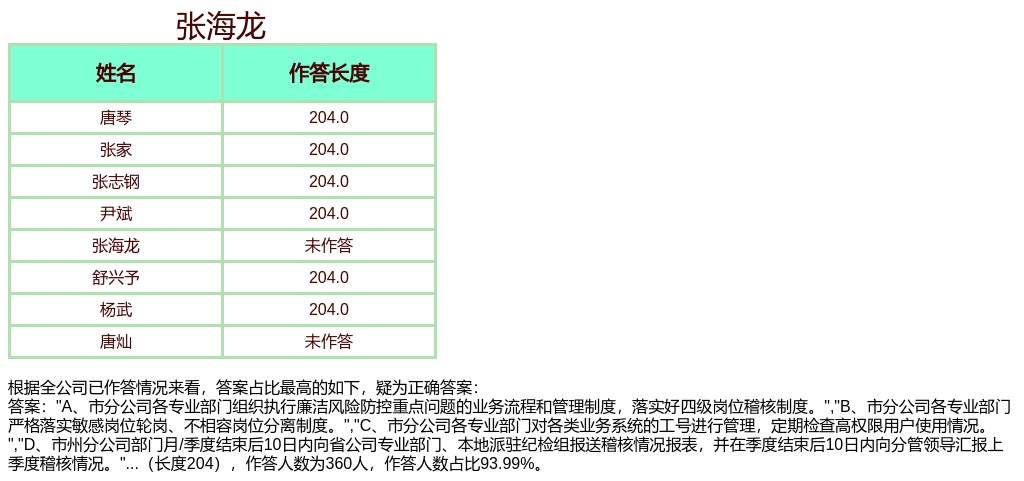 张海龙
姓名 作答长度
唐琴 204.0
张家 204.0
张志钢 204.0
尹斌 204.0
张海龙 未作答
舒兴予 204.0
杨武 204.0
唐灿 未作答
根据全公司已作答情况来看，答案占比最高的如下，疑为正确答案：
答案："A、市分公司各专业部门组织执行廉洁风险防控重点问题的业务流程和管理制度，落实好四级岗位稽核制度。","B、市分公司各专业部门
严格落实敏感岗位轮岗、不相容岗位分离制度。","C、市分公司各专业部门对各类业务系统的工号进行管理，定期检查高权限用户使用情况。
","D、市州分公司部门月/季度结束后10日内向省公司专业部门、本地派驻纪检组报送稽核情况报表，并在季度结束后10日内向分管领导汇报上
季度稽核情况。"...（长度204），作答人数为360人，作答人数占比93.99%。